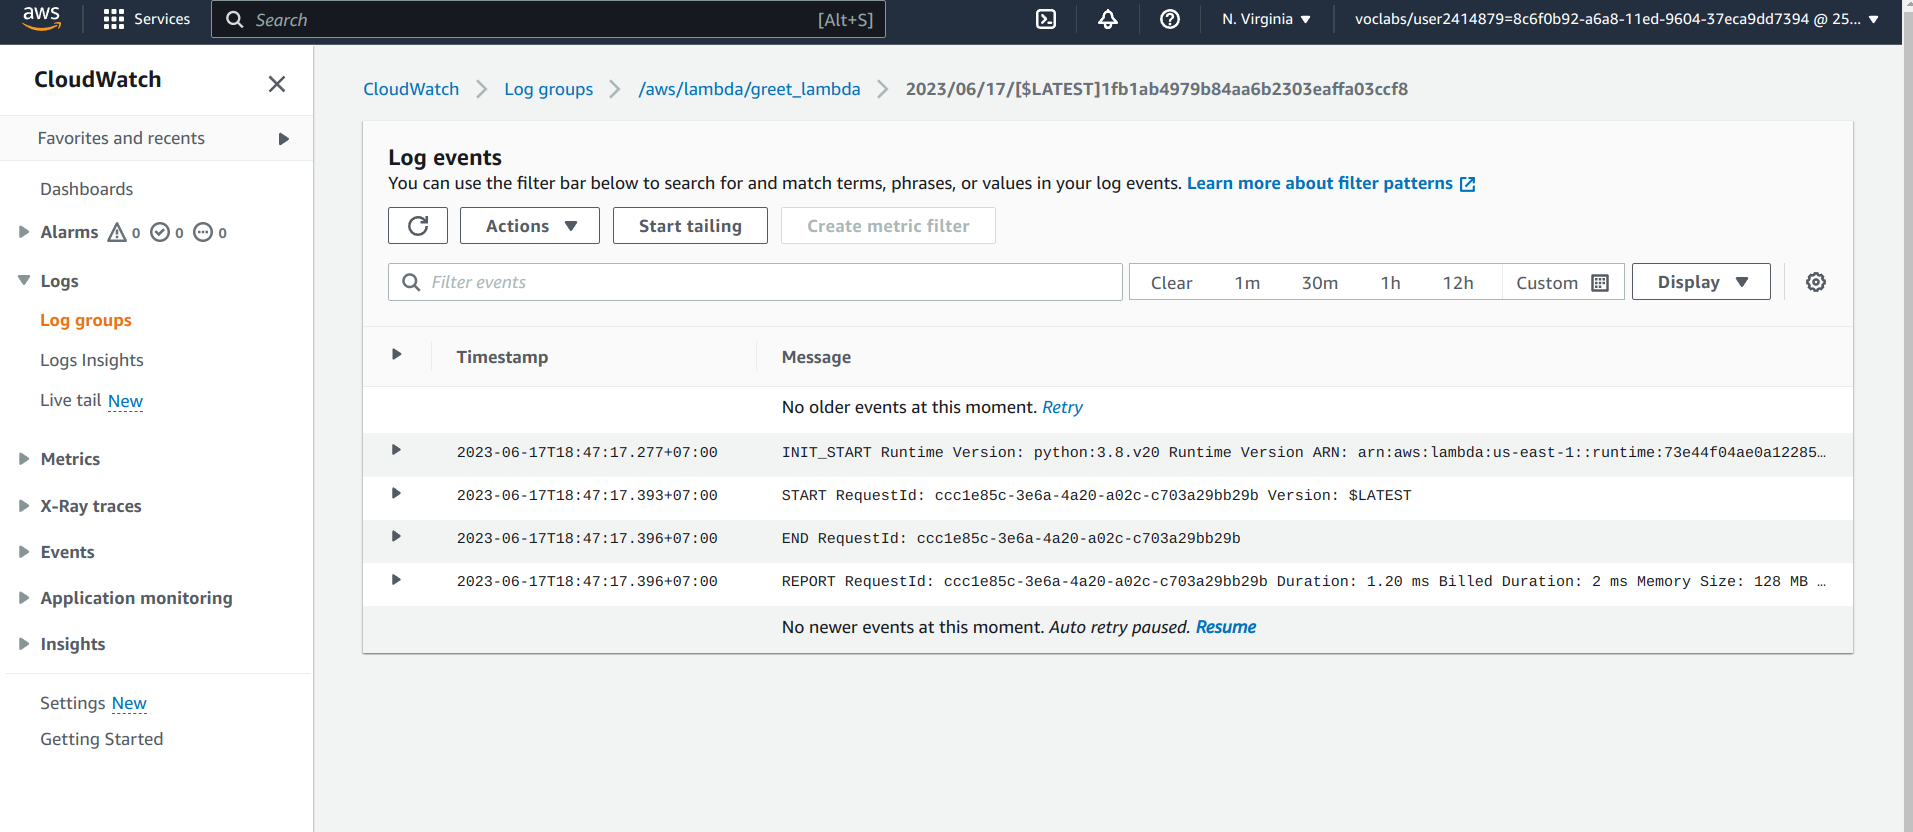 aws
Services
Search [Alt+S]
N. Virginia
voclabs/user2414879=8c6f0b92-a6a8-11ed-9604-37eca9dd7394 @ 25...
CloudWatch
Favorites and recents
Dashboards
Alarms 0 0 0
Logs
Log groups
Logs Insights
Live tail New
Metrics
X-Ray traces
Events
Application monitoring
Insights
Settings New
Getting Started
CloudWatch Log groups /aws/lambda/greet_lambda 2023/06/17/[$LATEST]1fb1ab4979b84aa6b2303eaffa03ccf8
Log events
You can use the filter bar below to search for and match terms, phrases, or values in your log events. Learn more about filter patterns
Actions Start tailing Create metric filter
Filter events Clear 1m 30m 1h 12h Custom Display
Timestamp Message
No older events at this moment. Retry
2023-06-17T18:47:17.277+07:00 INIT_START Runtime Version: python:3.8.v20 Runtime Version ARN: arn:aws:lambda:us-east-1::runtime:73e44f04ae0a12285…
2023-06-17T18:47:17.393+07:00 START RequestId: ccc1e85c-3e6a-4a20-a02c-c703a29bb29b Version: $LATEST
2023-06-17T18:47:17.396+07:00 END RequestId: ccc1e85c-3e6a-4a20-a02c-c703a29bb29b
2023-06-17T18:47:17.396+07:00 REPORT RequestId: ccc1e85c-3e6a-4a20-a02c-c703a29bb29b Duration: 1.20 ms Billed Duration: 2 ms Memory Size: 128 MB …
No newer events at this moment. Auto retry paused. Resume